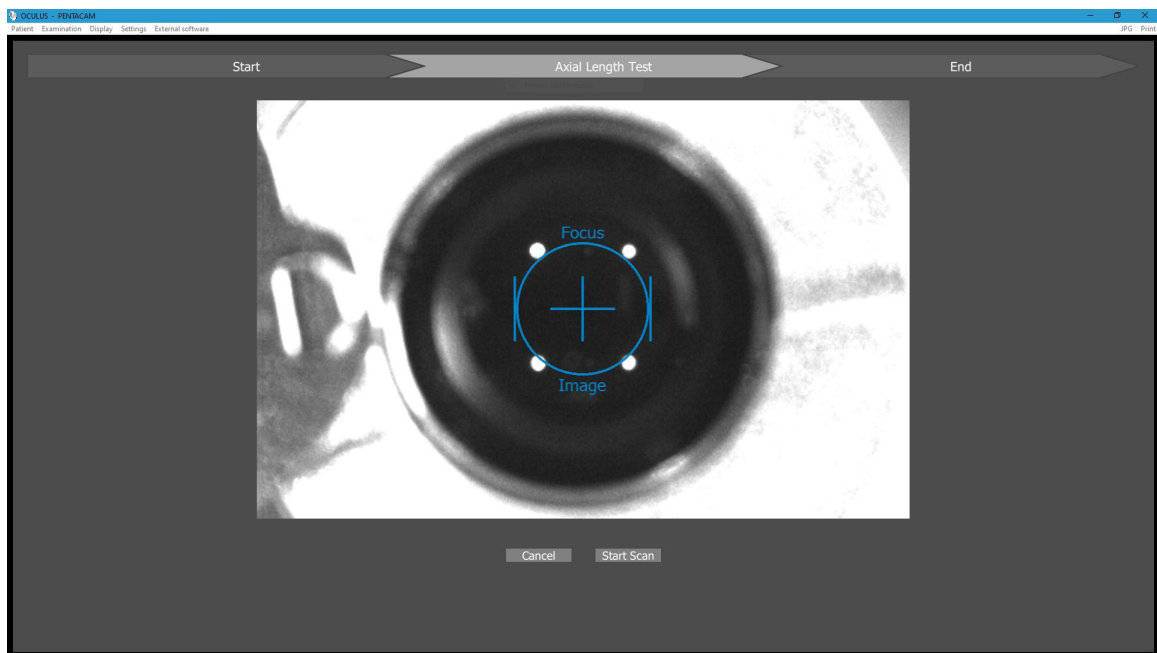 OCULUS - PENTACAM
Patient Examination Display Settings External software JPG Print
Start Axial Length Test End
Focus
Image
Cancel Start Scan